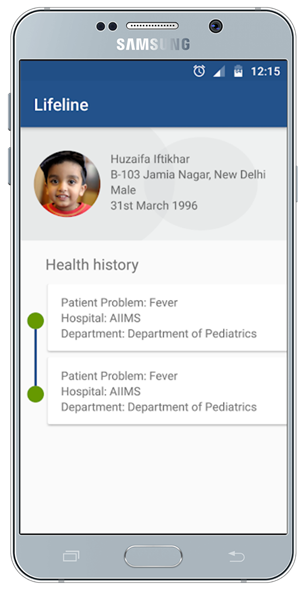 SAMSUNG
12:15
Lifeline
Huzaifa Iftikhar
B-103 Jamia Nagar, New Delhi
Male
31st March 1996
Health history
Patient Problem: Fever
Hospital: AIIMS
Department: Department of Pediatrics
Patient Problem: Fever
Hospital: AIIMS
Department: Department of Pediatrics